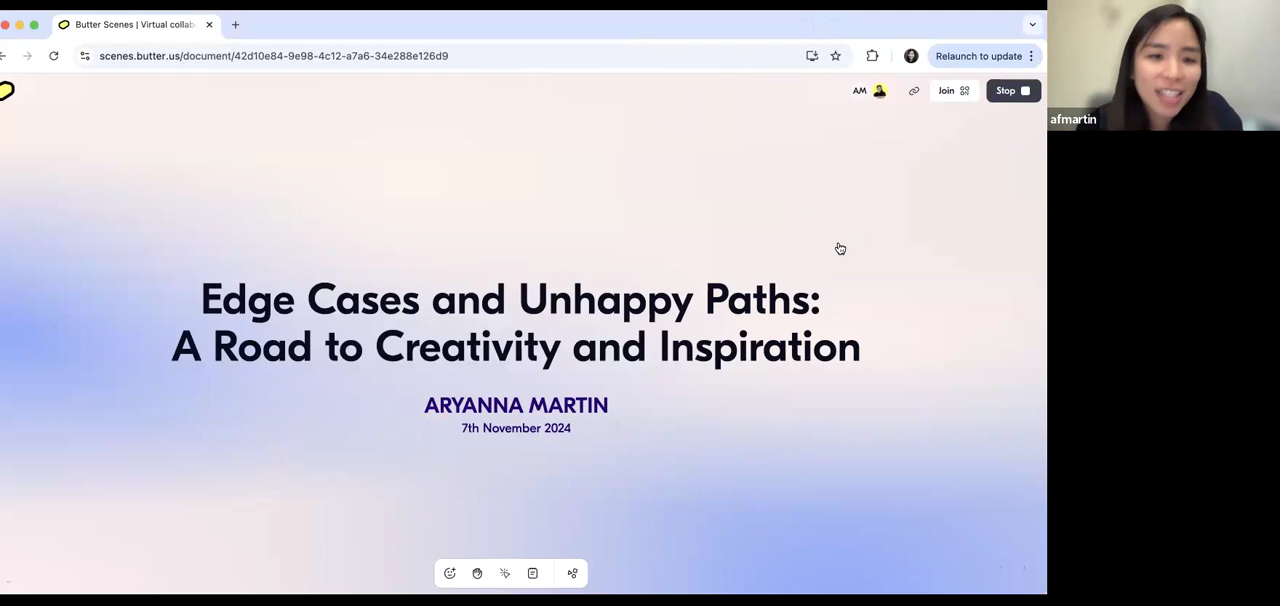 Butter Scenes | Virtual collab
scenes.butter.us/document/42d10e84-9e98-4c12-a7a6-34e288e126d9
Relaunch to update
AM
Join
Stop
afmartin
Edge Cases and Unhappy Paths:
A Road to Creativity and Inspiration
ARYANNA MARTIN
7th November 2024